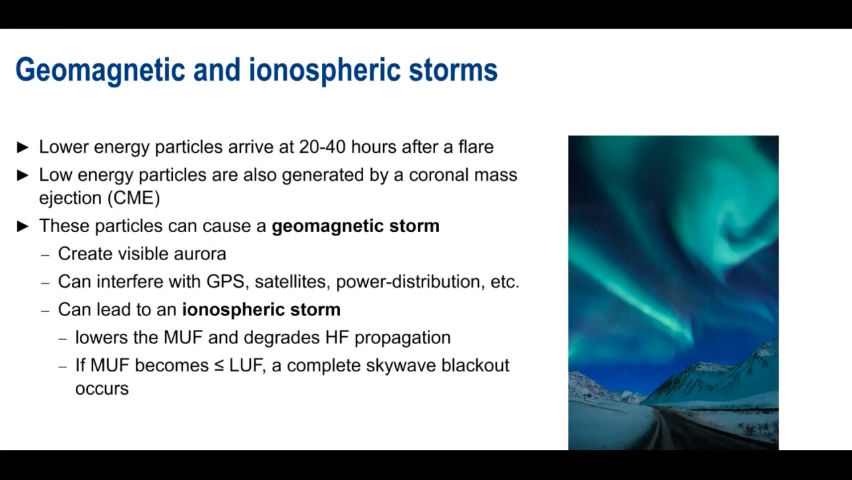 Geomagnetic and ionospheric storms
► Lower energy particles arrive at 20-40 hours after a flare
► Low energy particles are also generated by a coronal mass
ejection (CME)
► These particles can cause a geomagnetic storm
– Create visible aurora
– Can interfere with GPS, satellites, power-distribution, etc.
– Can lead to an ionospheric storm
– lowers the MUF and degrades HF propagation
– If MUF becomes ≤ LUF, a complete skywave blackout
occurs